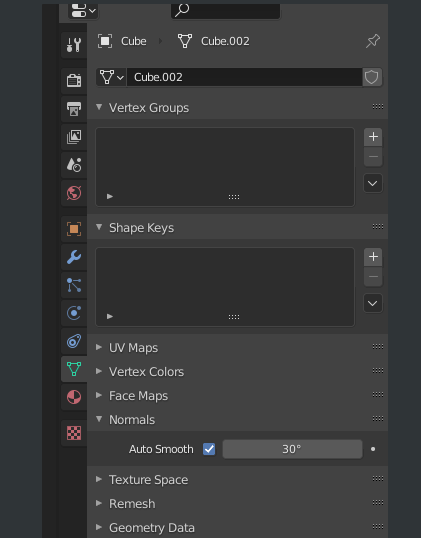 Cube Cube.002
Cube.002
Vertex Groups
Shape Keys
UV Maps
Vertex Colors
Face Maps
Normals
Auto Smooth 30°
Texture Space
Remesh
Geometry Data